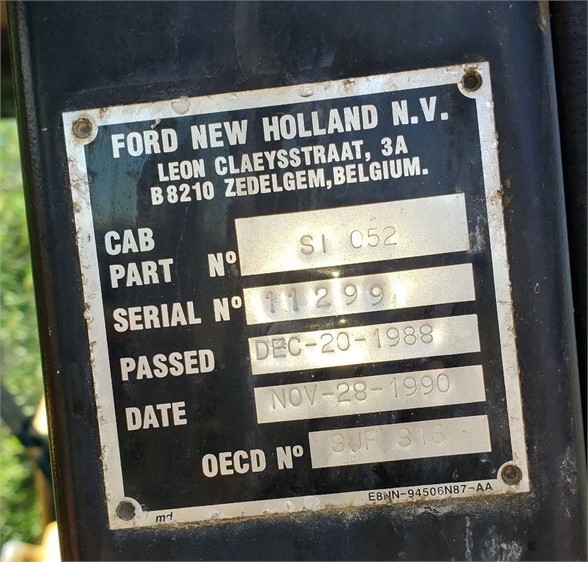 FORD NEW HOLLAND N.V.
LEON CLAEYSSTRAAT, 3A
B8210 ZEDELGEM, BELGIUM.
CAB
PART Nº SI 052
SERIAL Nº 11299
PASSED DEC-20-1988
DATE NOV-28-1990
OECD Nº
E8NN-94506N87-AA
md